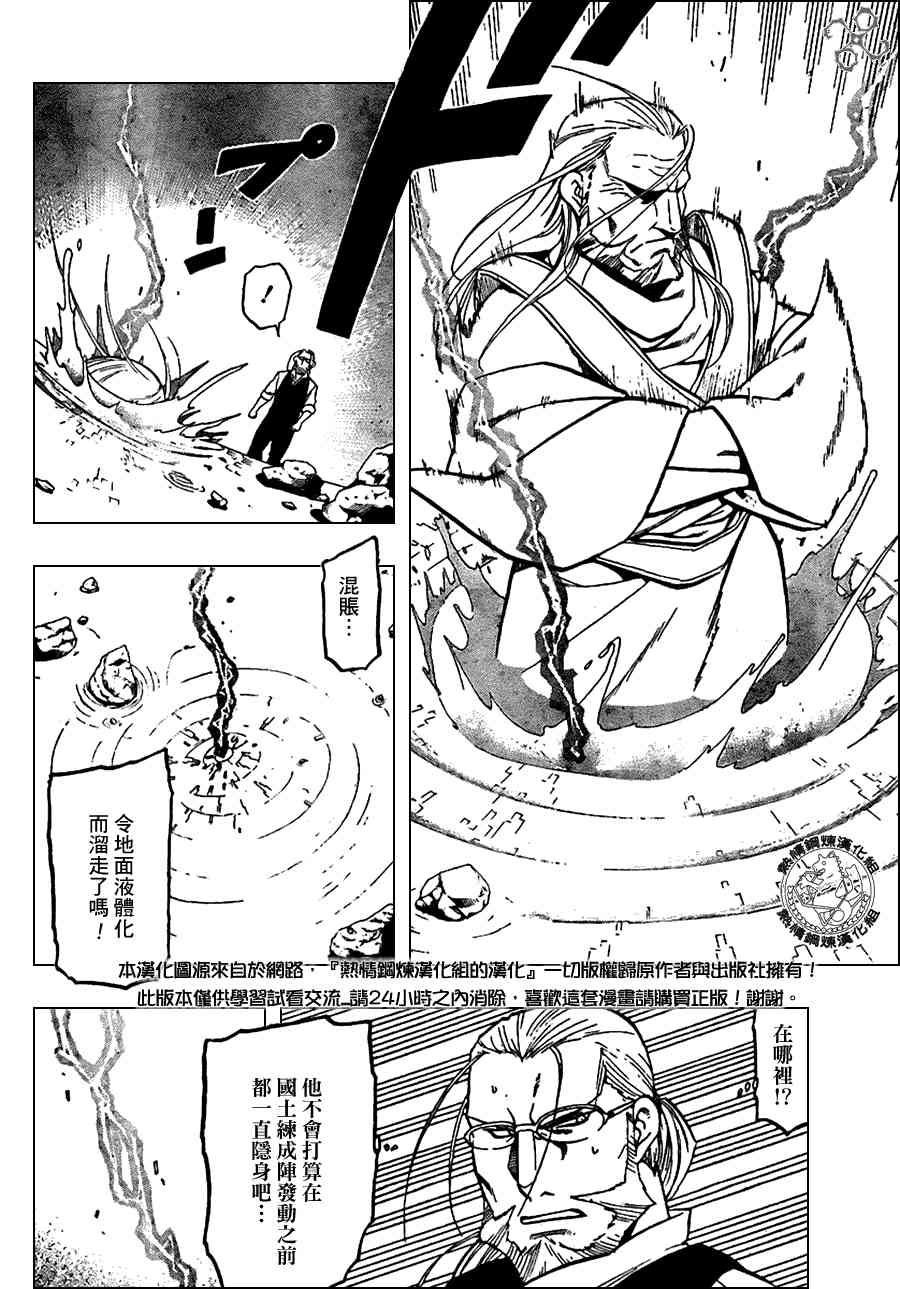 ド
ドプン
!
混賬…
令地面液體化
而溜走了嗎!
熱情鋼煉漢化組
熱情鋼煉漢化組
本漢化圖源來自於網路,『熱情鋼煉漢化組的漢化』一切版權歸原作者與出版社擁有!
此版本僅供學習試看交流 請24小時之內消除,喜歡這套漫畫請購買正版!謝謝。
在哪裡!?
他不會打算在
國土練成陣發動之前
都一直隱身吧…